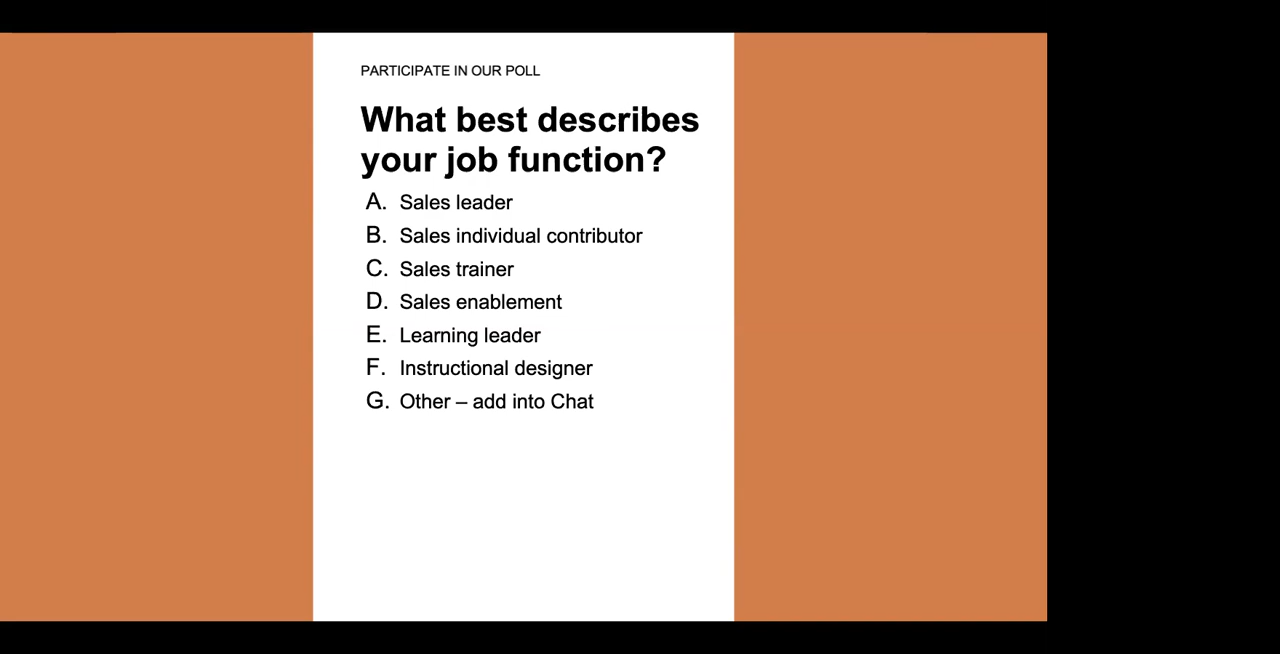 PARTICIPATE IN OUR POLL
What best describes
your job function?
A. Sales leader
B. Sales individual contributor
C. Sales trainer
D. Sales enablement
E. Learning leader
F. Instructional designer
G. Other – add into Chat